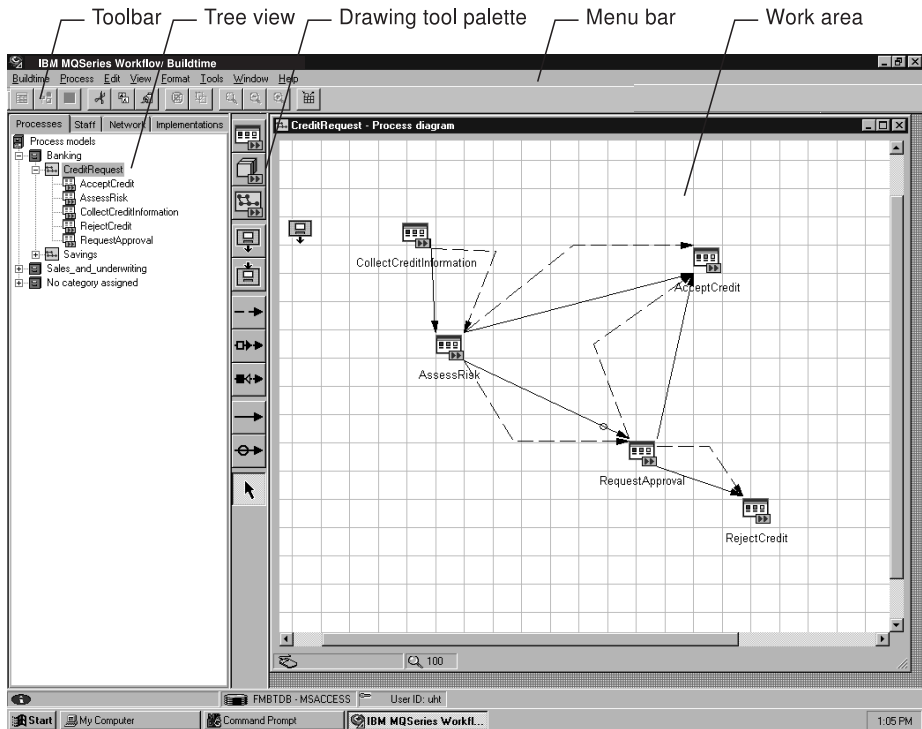 Toolbar
Tree view
Drawing tool palette
Menu bar
Work area
IBM MQSeries Workflow Buildtime
Buildtime Process Edit View Format Tools Window Help
Processes Staff Network Implementations
Process models
Banking
CreditRequest
AcceptCredit
AssessRisk
CollectCreditInformation
RejectCredit
RequestApproval
Savings
Sales_and_underwriting
No category assigned
CreditRequest - Process diagram
CollectCreditInformation
AcceptCredit
AssessRisk
RequestApproval
RejectCredit
100
FMBTDB - MSACCESS
User ID: uht
Start
My Computer
Command Prompt
IBM MQSeries Workfl...
1:05 PM